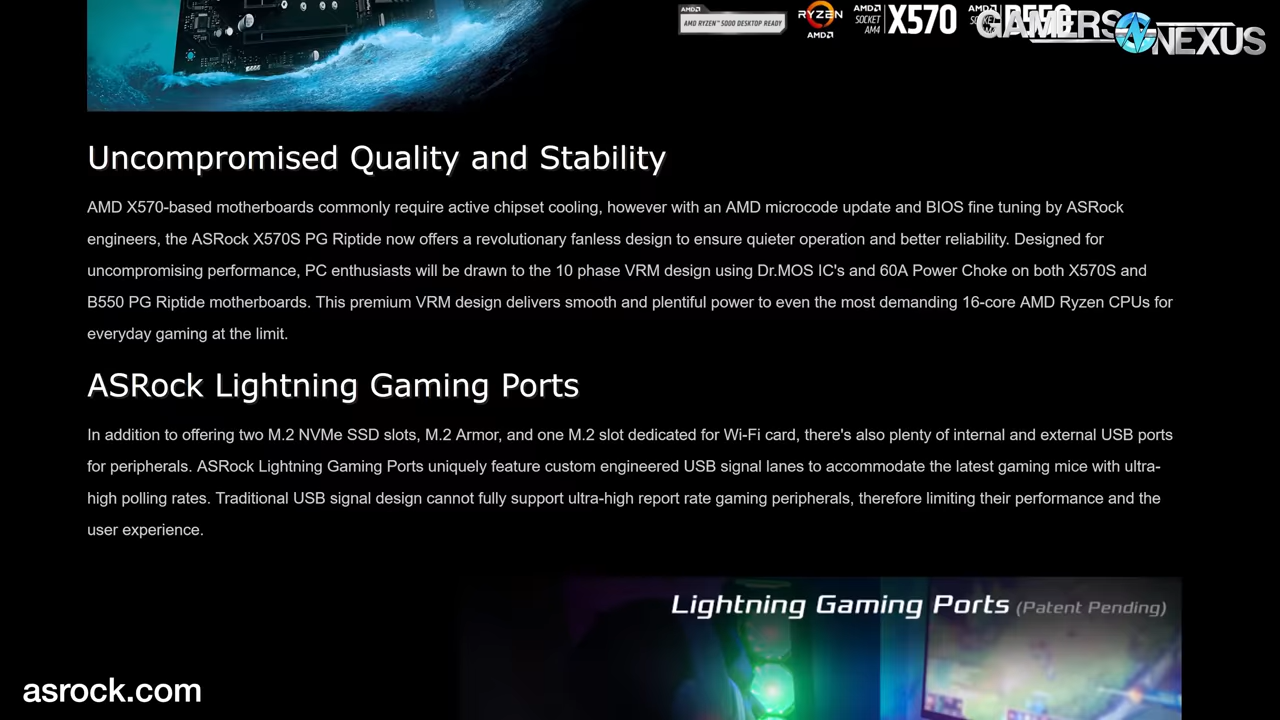 AMD
AMD RYZEN™ 5000 DESKTOP READY
RYZEN
AMD
AMD
SOCKET
AM4
X570
AMD
B550
GAMERS NEXUS
Uncompromised Quality and Stability
AMD X570-based motherboards commonly require active chipset cooling, however with an AMD microcode update and BIOS fine tuning by ASRock
engineers, the ASRock X570S PG Riptide now offers a revolutionary fanless design to ensure quieter operation and better reliability. Designed for
uncompromising performance, PC enthusiasts will be drawn to the 10 phase VRM design using Dr.MOS IC's and 60A Power Choke on both X570S and
B550 PG Riptide motherboards. This premium VRM design delivers smooth and plentiful power to even the most demanding 16-core AMD Ryzen CPUs for
everyday gaming at the limit.
ASRock Lightning Gaming Ports
In addition to offering two M.2 NVMe SSD slots, M.2 Armor, and one M.2 slot dedicated for Wi-Fi card, there's also plenty of internal and external USB ports
for peripherals. ASRock Lightning Gaming Ports uniquely feature custom engineered USB signal lanes to accommodate the latest gaming mice with ultra-
high polling rates. Traditional USB signal design cannot fully support ultra-high report rate gaming peripherals, therefore limiting their performance and the
user experience.
Lightning Gaming Ports (Patent Pending)
asrock.com